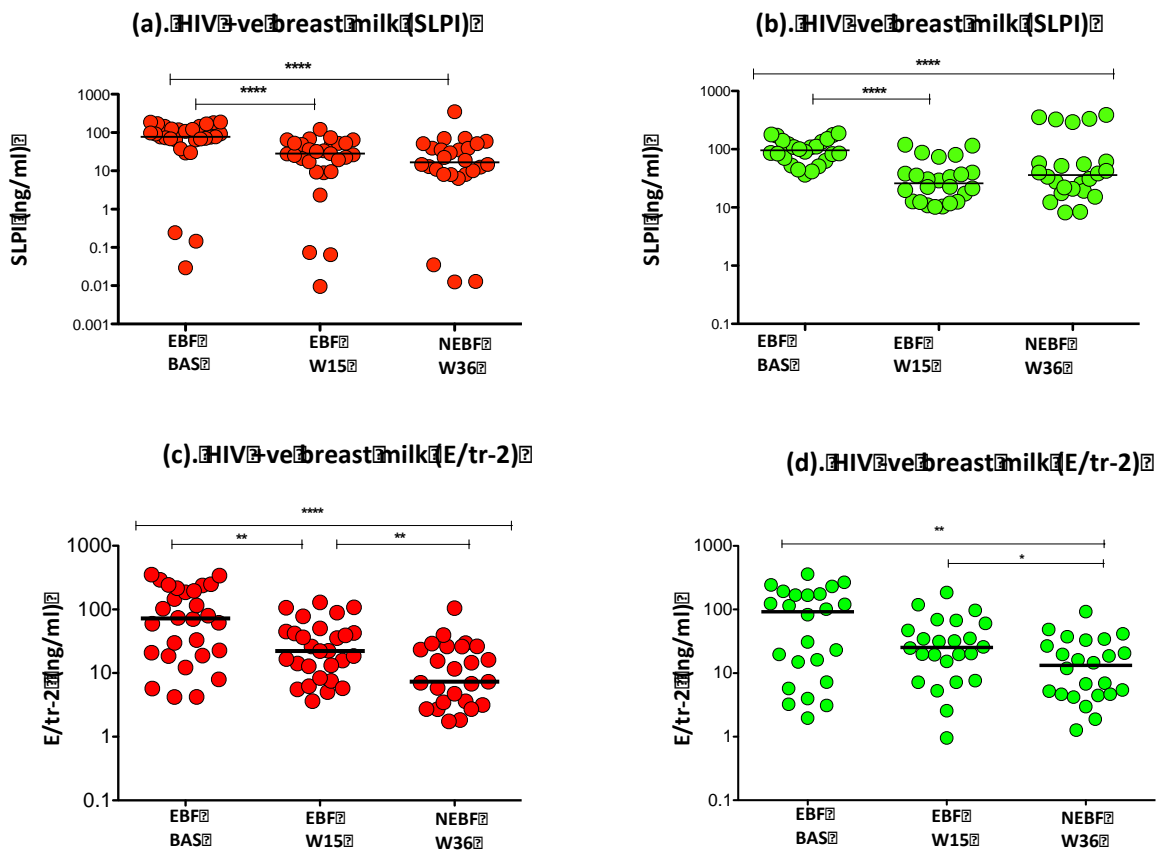 (a).⍰HIV⍰+ve⍰breast⍰milk⍰(SLPI)⍰
****
****
SLPI⍰(ng/ml)⍰
1000
100
10
1
0.1
0.01
0.001
EBF⍰
BAS⍰
EBF⍰
W15⍰
NEBF⍰
W36⍰
(b).⍰HIV⍰-ve⍰breast⍰milk⍰(SLPI)⍰
****
****
SLPI⍰(ng/ml)⍰
1000
100
10
1
0.1
EBF⍰
BAS⍰
EBF⍰
W15⍰
NEBF⍰
W36⍰
(c).⍰HIV⍰+ve⍰breast⍰milk⍰(E/tr-2)⍰
****
**
**
E/tr-2⍰(ng/ml)⍰
1000
100
10
1
0.1
EBF⍰
BAS⍰
EBF⍰
W15⍰
NEBF⍰
W36⍰
(d).⍰HIV⍰-ve⍰breast⍰milk⍰(E/tr-2)⍰
**
*
E/tr-2⍰(ng/ml)⍰
1000
100
10
1
0.1
EBF⍰
BAS⍰
EBF⍰
W15⍰
NEBF⍰
W36⍰